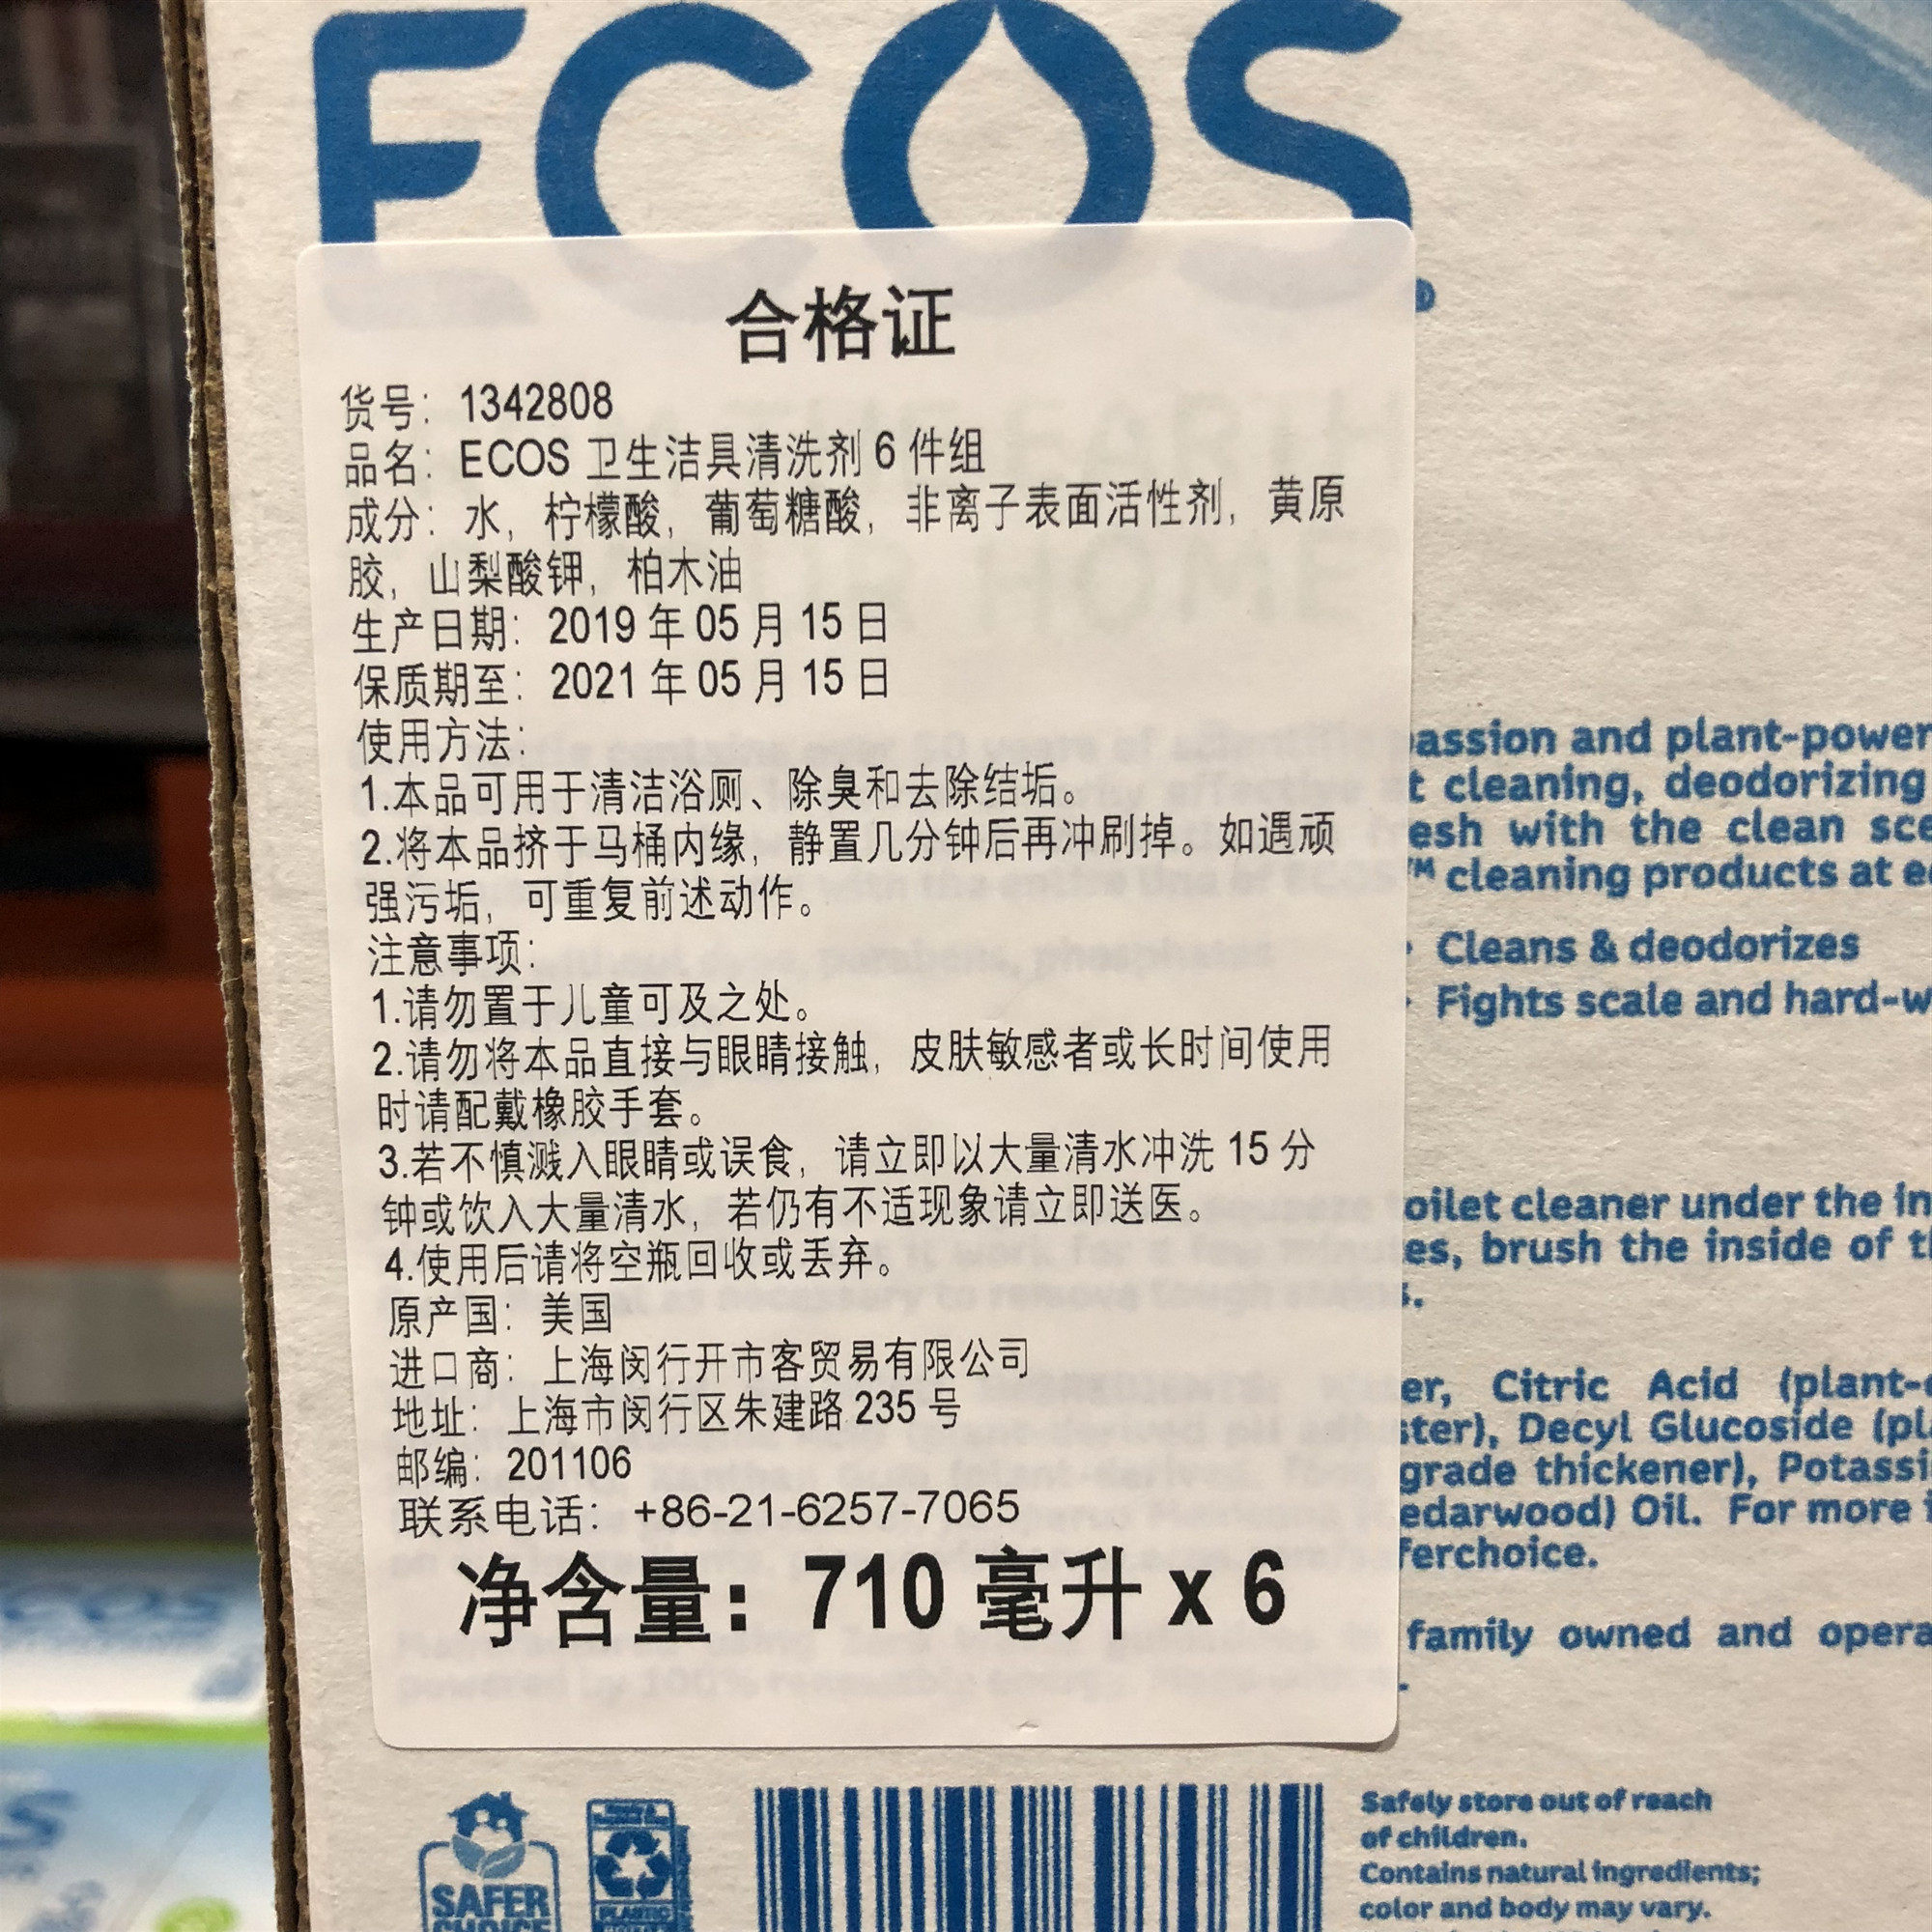 ECOS
合格证
货号：1342808
品名：ECOS 卫生洁具清洗剂 6 件组
成分：水，柠檬酸，葡萄糖酸，非离子表面活性剂，黄原
胶，山梨酸钾，柏木油
生产日期：2019 年 05 月 15 日
保质期至：2021 年 05 月 15 日
使用方法：
1.本品可用于清洁浴厕、除臭和去除结垢。
2.将本品挤于马桶内缘，静置几分钟后再冲刷掉。如遇顽
强污垢，可重复前述动作。
注意事项：
1.请勿置于儿童可及之处。
2.请勿将本品直接与眼睛接触，皮肤敏感者或长时间使用
时请配戴橡胶手套。
3.若不慎溅入眼睛或误食，请立即以大量清水冲洗 15 分
钟或饮入大量清水，若仍有不适现象请立即送医。
4.使用后请将空瓶回收或丢弃。
原产国：美国
进口商：上海闵行开市客贸易有限公司
地址：上海市闵行区朱建路 235 号
邮编：201106
联系电话：+86-21-6257-7065
净含量：710 毫升 x 6
assion and plant-power
t cleaning, deodorizing
esh with the clean sce
™ cleaning products at e
Cleans & deodorizes
Fights scale and hard-w
oilet cleaner under the in
es, brush the inside of t
er, Citric Acid (plant-
ster), Decyl Glucoside (pl
grade thickener), Potassi
edarwood) Oil. For more i
ferchoice.
family owned and opera
SAFER
CHOICE
PLASTIC
Safely store out of reach
of children.
Contains natural ingredients;
color and body may vary.